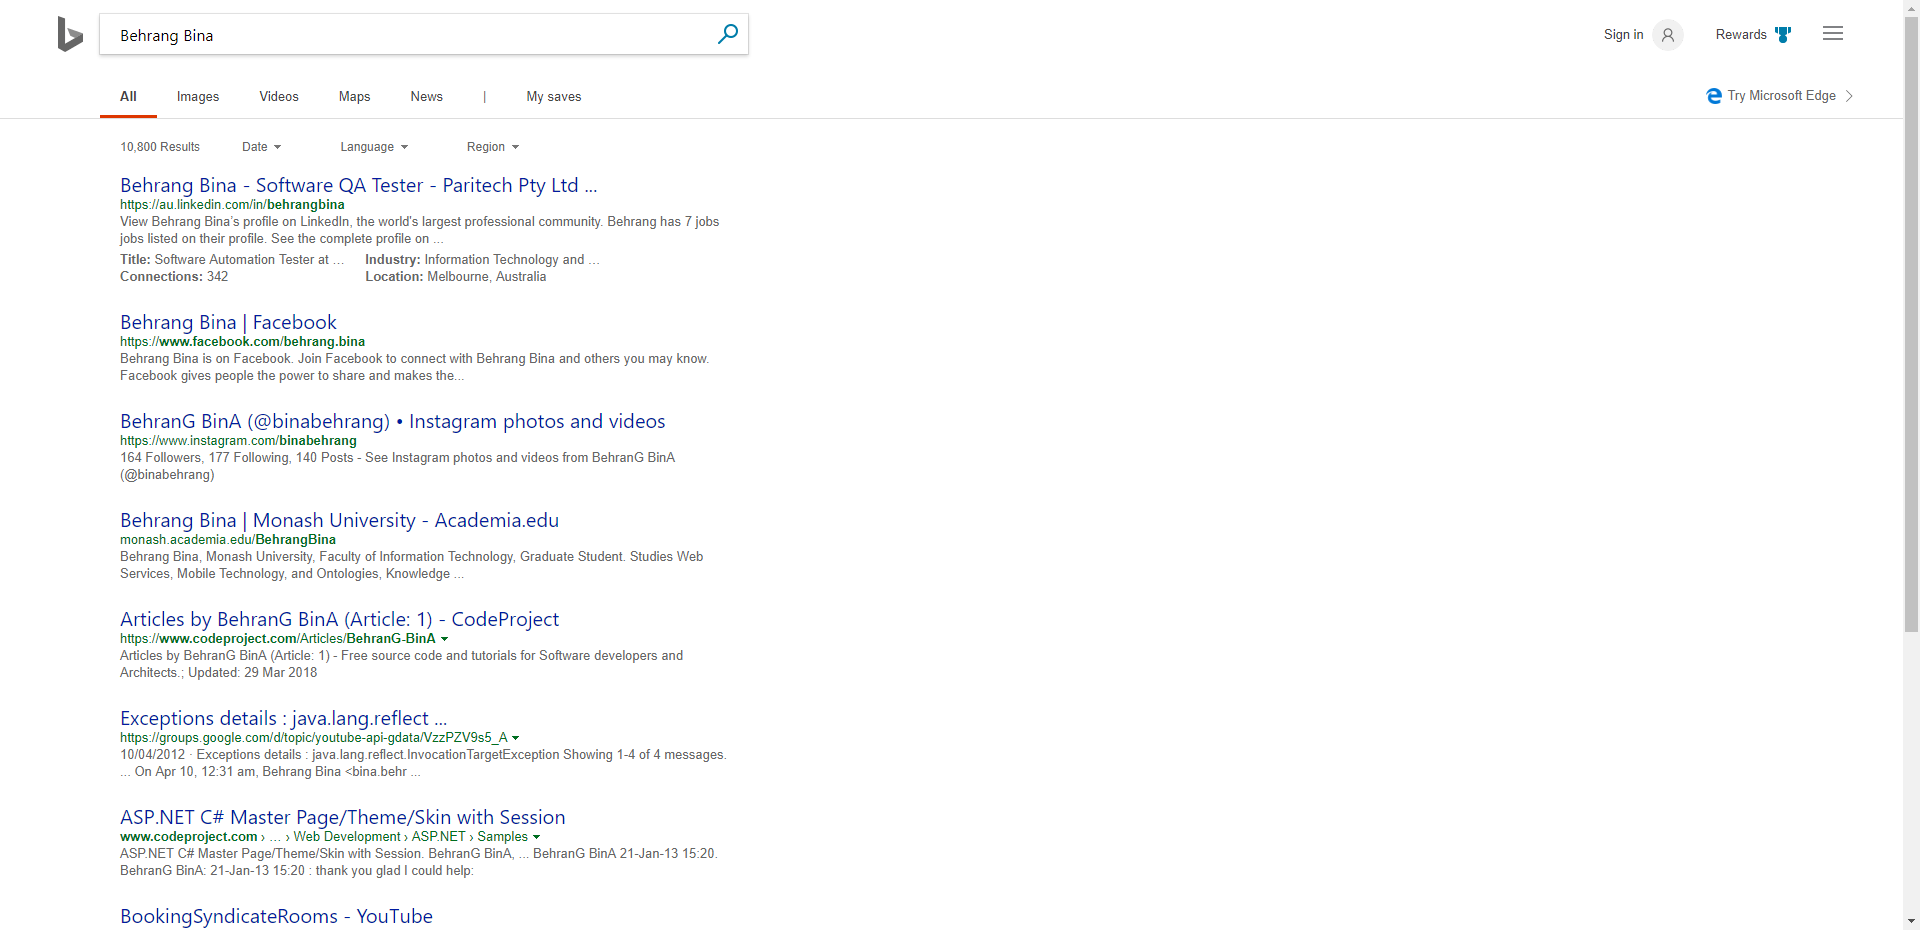 Behrang Bina
Sign in
Rewards
All
Images
Videos
Maps
News
|
My saves
Try Microsoft Edge
10,800 Results
Date
Language
Region
Behrang Bina - Software QA Tester - Paritech Pty Ltd ...
https://au.linkedin.com/in/behrangbina
View Behrang Bina’s profile on LinkedIn, the world's largest professional community. Behrang has 7 jobs
jobs listed on their profile. See the complete profile on ...
Title: Software Automation Tester at …
Industry: Information Technology and …
Connections: 342
Location: Melbourne, Australia
Behrang Bina | Facebook
https://www.facebook.com/behrang.bina
Behrang Bina is on Facebook. Join Facebook to connect with Behrang Bina and others you may know.
Facebook gives people the power to share and makes the...
BehranG BinA (@binabehrang) • Instagram photos and videos
https://www.instagram.com/binabehrang
164 Followers, 177 Following, 140 Posts - See Instagram photos and videos from BehranG BinA
(@binabehrang)
Behrang Bina | Monash University - Academia.edu
monash.academia.edu/BehrangBina
Behrang Bina, Monash University, Faculty of Information Technology, Graduate Student. Studies Web
Services, Mobile Technology, and Ontologies, Knowledge ...
Articles by BehranG BinA (Article: 1) - CodeProject
https://www.codeproject.com/Articles/BehranG-BinA
Articles by BehranG BinA (Article: 1) - Free source code and tutorials for Software developers and
Architects.; Updated: 29 Mar 2018
Exceptions details : java.lang.reflect ...
https://groups.google.com/d/topic/youtube-api-gdata/VzzPZV9s5_A
10/04/2012 · Exceptions details : java.lang.reflect.InvocationTargetException Showing 1-4 of 4 messages.
... On Apr 10, 12:31 am, Behrang Bina <bina.behr ...
ASP.NET C# Master Page/Theme/Skin with Session
www.codeproject.com › … › Web Development › ASP.NET › Samples
ASP.NET C# Master Page/Theme/Skin with Session. BehranG BinA, ... BehranG BinA 21-Jan-13 15:20.
BehranG BinA: 21-Jan-13 15:20 : thank you glad I could help:
BookingSyndicateRooms - YouTube